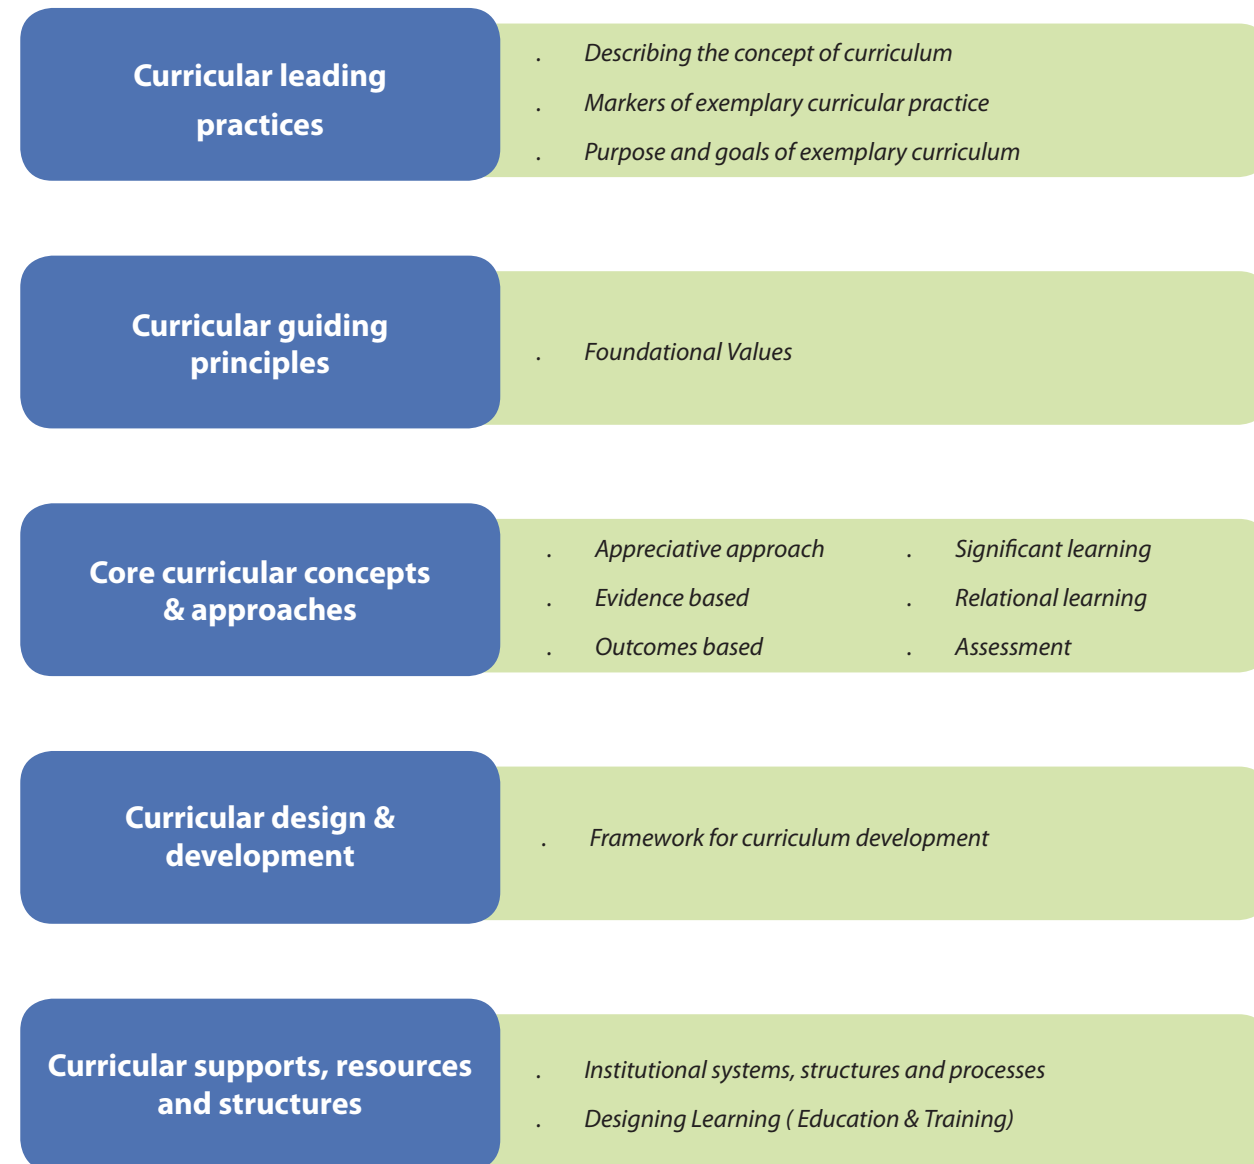 Curricular leading
practices
. Describing the concept of curriculum
. Markers of exemplary curricular practice
. Purpose and goals of exemplary curriculum
Curricular guiding
principles
. Foundational Values
Core curricular concepts
& approaches
. Appreciative approach
. Evidence based
. Outcomes based
. Significant learning
. Relational learning
. Assessment
Curricular design &
development
. Framework for curriculum development
Curricular supports, resources
and structures
. Institutional systems, structures and processes
. Designing Learning ( Education & Training)